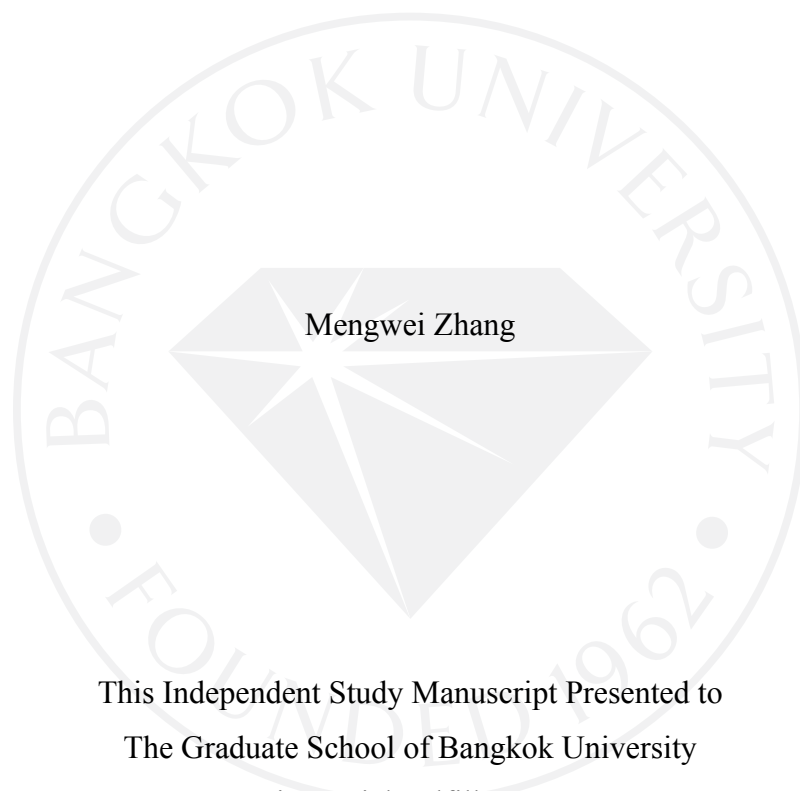 BANGKOK UNIVERSITY
Mengwei Zhang
This Independent Study Manuscript Presented to
The Graduate School of Bangkok University
FOUNDED 1962